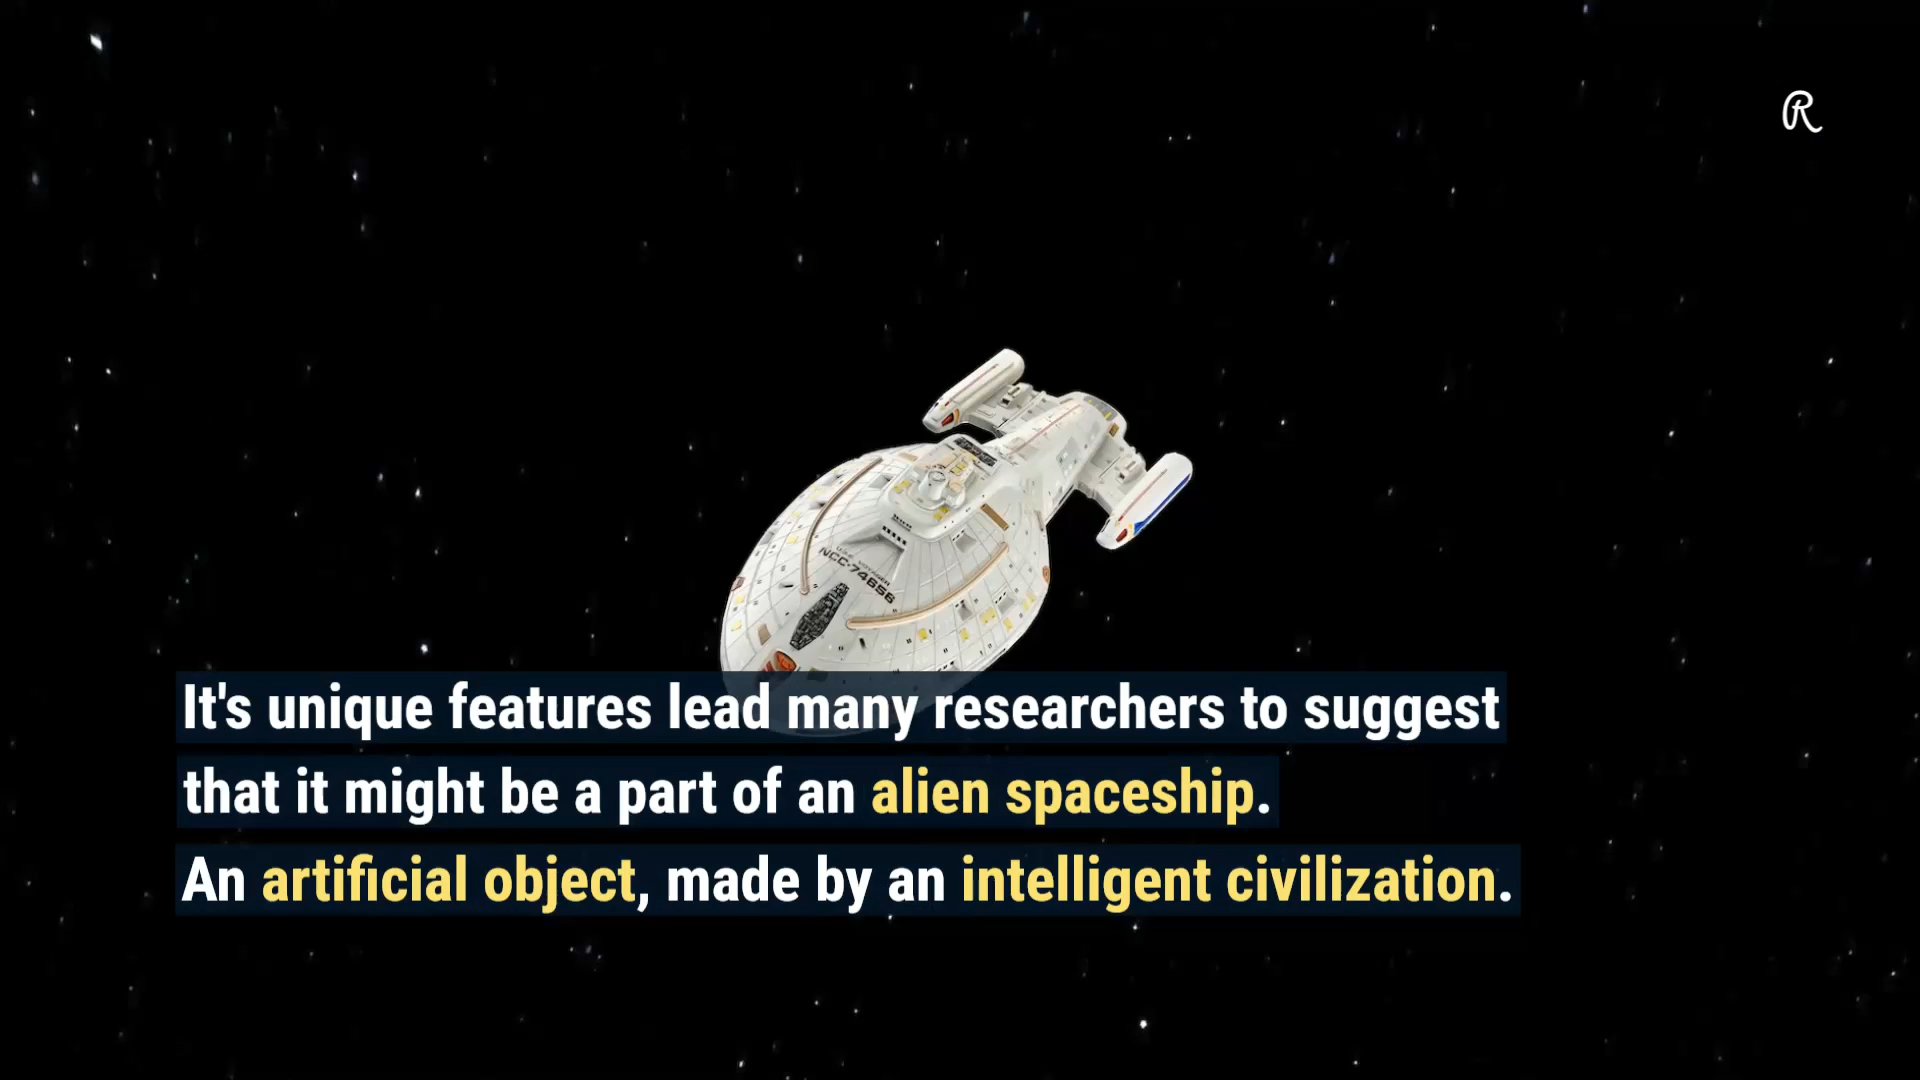 R
U.S.S. VOYAGER
NCC-74656
It's unique features lead many researchers to suggest
that it might be a part of an alien spaceship.
An artificial object, made by an intelligent civilization.